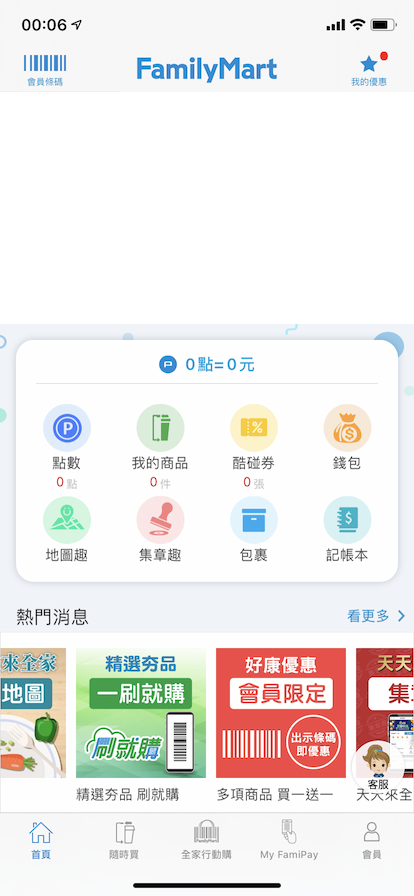 00:06
會員條碼
FamilyMart
我的優惠
0點=0元
點數
我的商品
酷碰券
錢包
0 點
0 件
0 張
地圖趣
集章趣
包裹
記帳本
熱門消息
看更多
來全家
地圖
精選夯品
一刷就購
刷就購
好康優惠
會員限定
出示條碼
即優惠
天天
集
客服
精選夯品 刷就購
多項商品 買一送一
天天來全
首頁
隨時買
FamilyMart
全家行動購
My FamiPay
會員